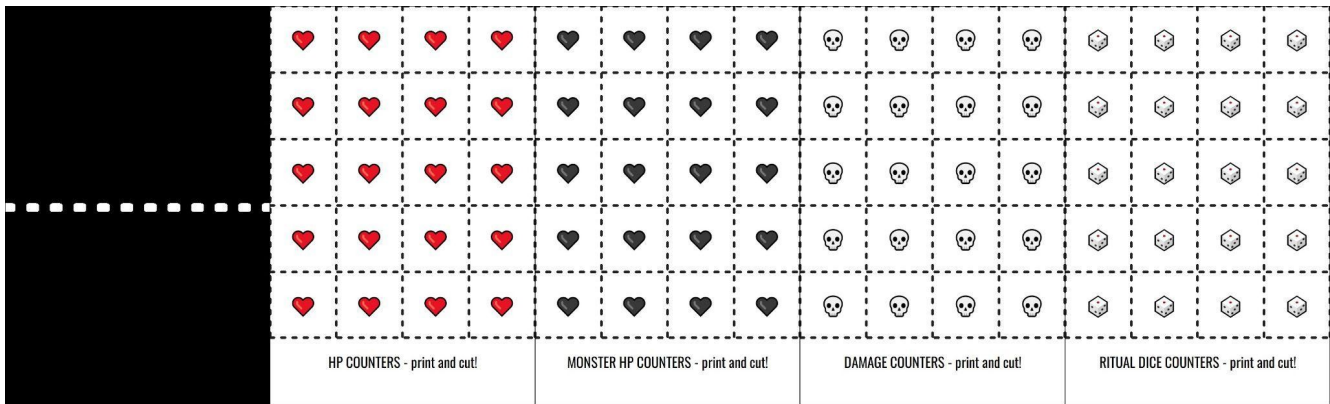 HP COUNTERS - print and cut!
MONSTER HP COUNTERS - print and cut!
DAMAGE COUNTERS - print and cut!
RITUAL DICE COUNTERS - print and cut!